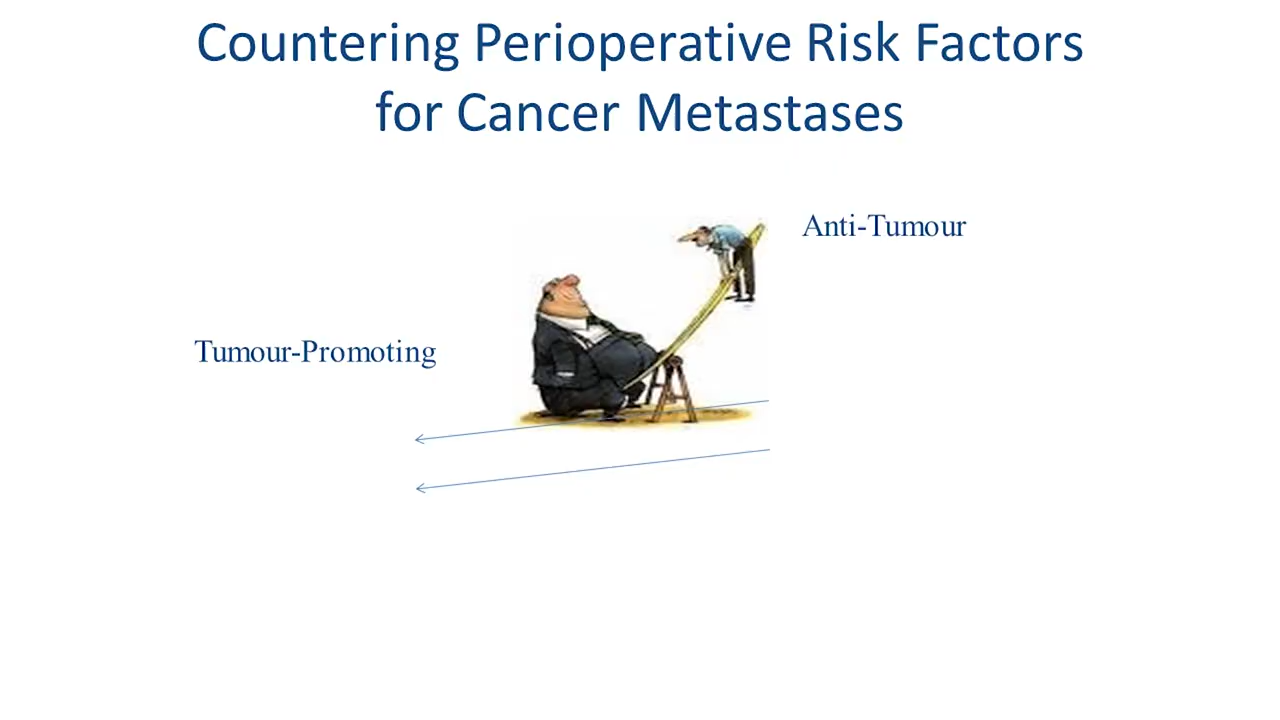 Countering Perioperative Risk Factors
for Cancer Metastases
Anti-Tumour
Tumour-Promoting